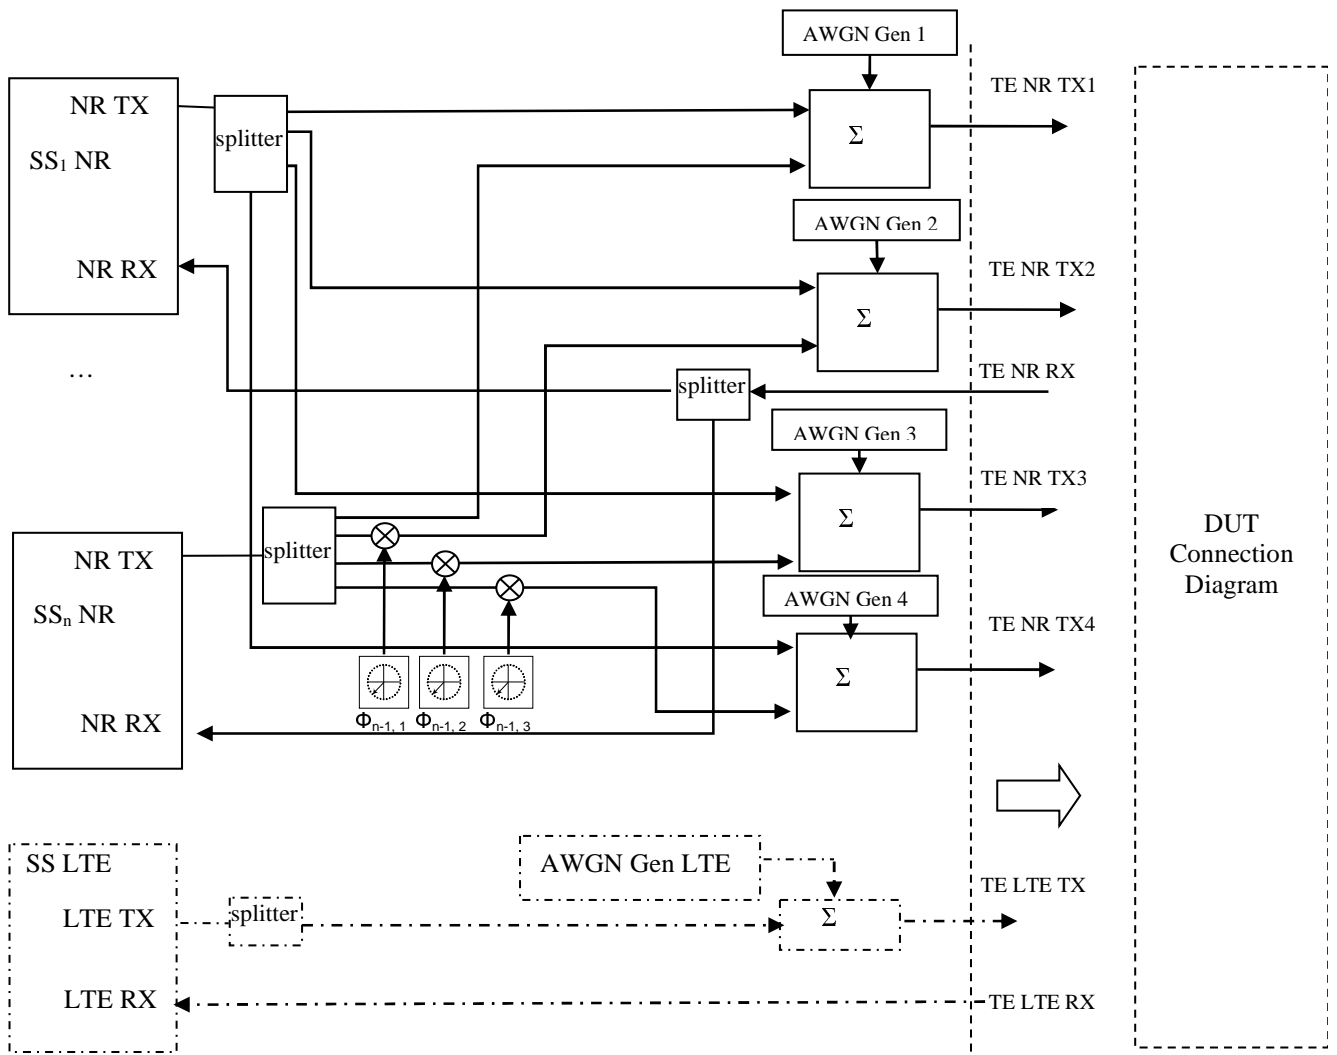 AWGN Gen 1
TE NR TX1
NR TX
splitter
Σ
SS1 NR
AWGN Gen 2
NR RX
TE NR TX2
Σ
…
TE NR RX
splitter
AWGN Gen 3
TE NR TX3
Σ
DUT
Connection
Diagram
NR TX
splitter
SSn NR
AWGN Gen 4
TE NR TX4
Σ
Φn-1, 1
Φn-1, 2
Φn-1, 3
NR RX
SS LTE
AWGN Gen LTE
TE LTE TX
LTE TX
splitter
Σ
LTE RX
TE LTE RX